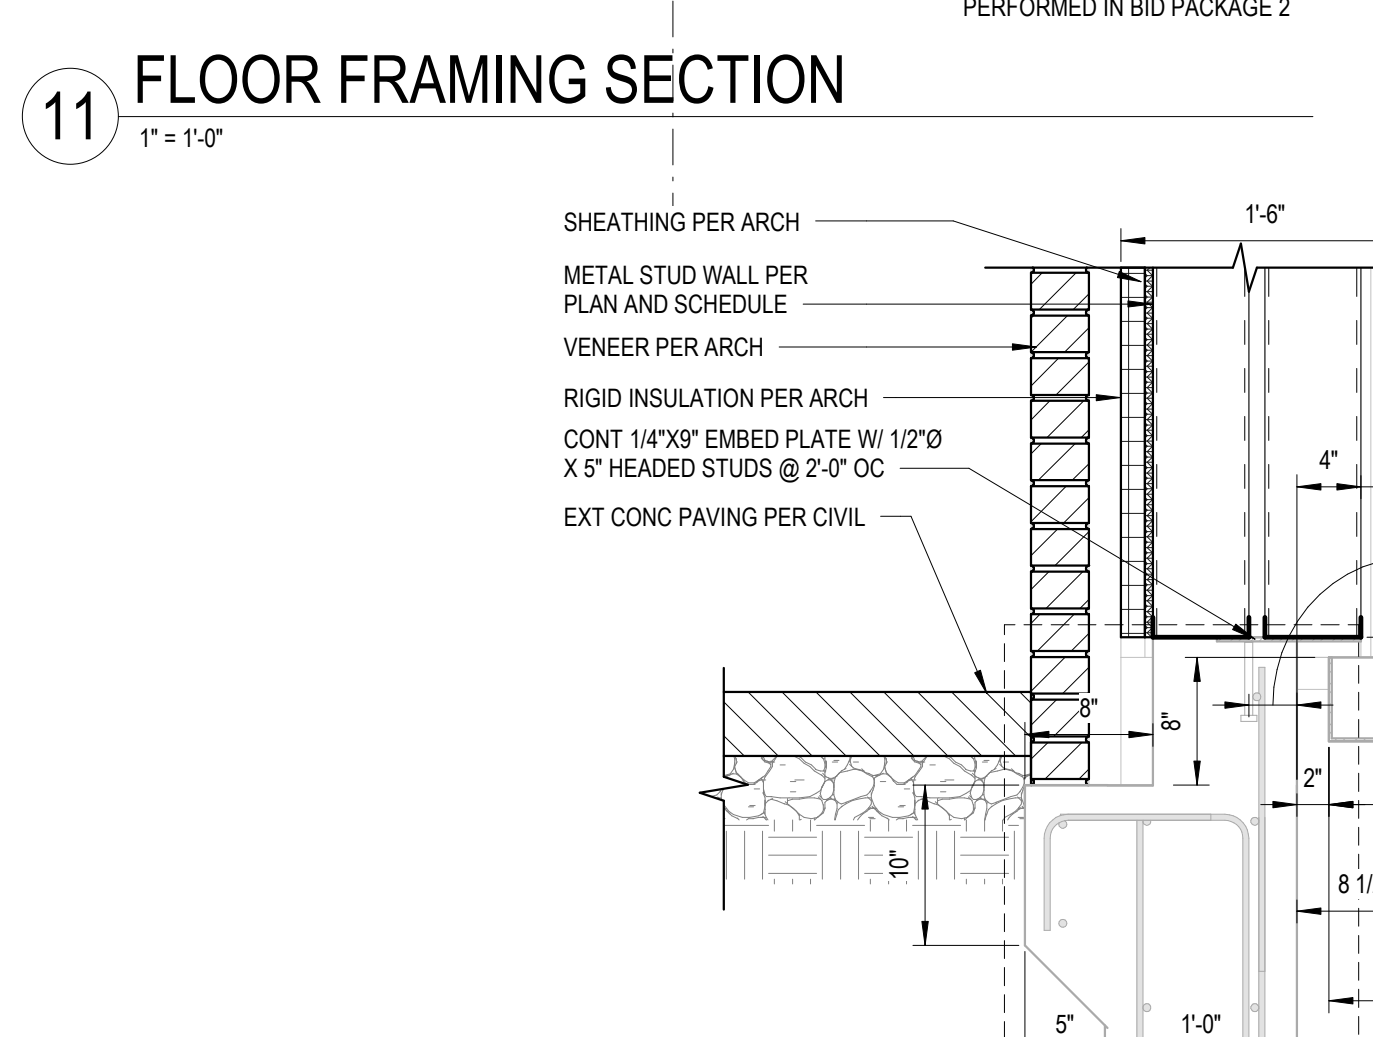 PERFORMED IN BID PACKAGE 2
11
FLOOR FRAMING SECTION
1" = 1'-0"
SHEATHING PER ARCH
1'-6"
METAL STUD WALL PER
PLAN AND SCHEDULE
VENEER PER ARCH
RIGID INSULATION PER ARCH
CONT 1/4"X9" EMBED PLATE W/ 1/2"Ø
X 5" HEADED STUDS @ 2'-0" OC
4"
EXT CONC PAVING PER CIVIL
8"
8"
2"
10"
8 1/
5"
1'-0"